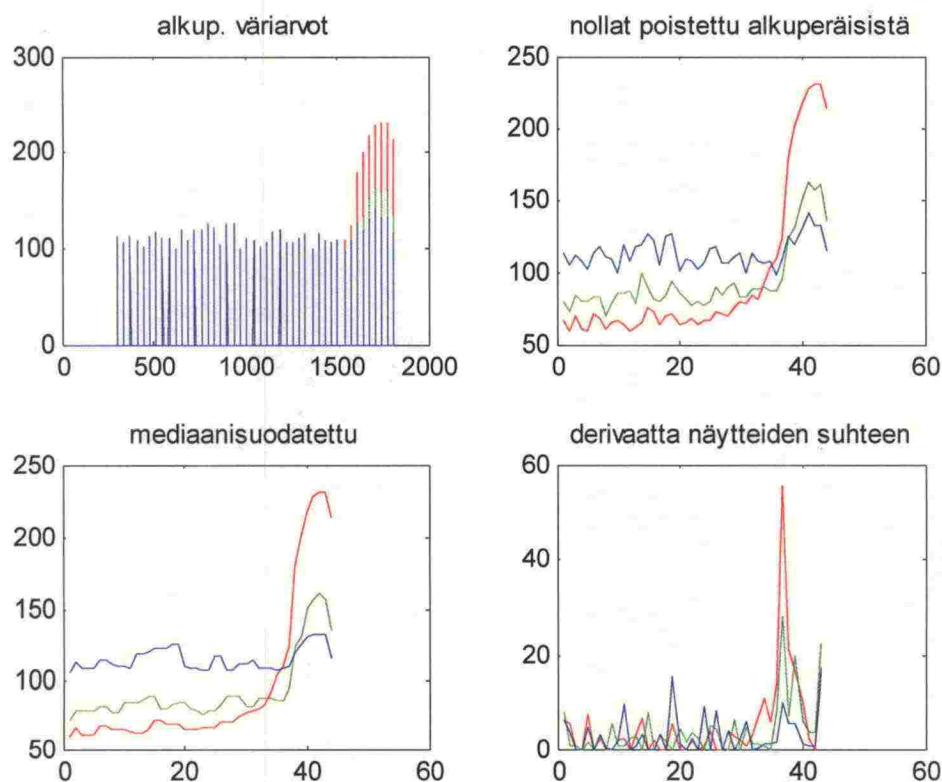 alkup. väriarvot
300
200
100
0
0 500 1000 1500 2000
nollat poistettu alkuperäisistä
250
200
150
100
50
0 20 40 60
mediaanisuodatettu
250
200
150
100
50
0 20 40 60
derivaatta näytteiden suhteen
60
40
20
0
0 20 40 60